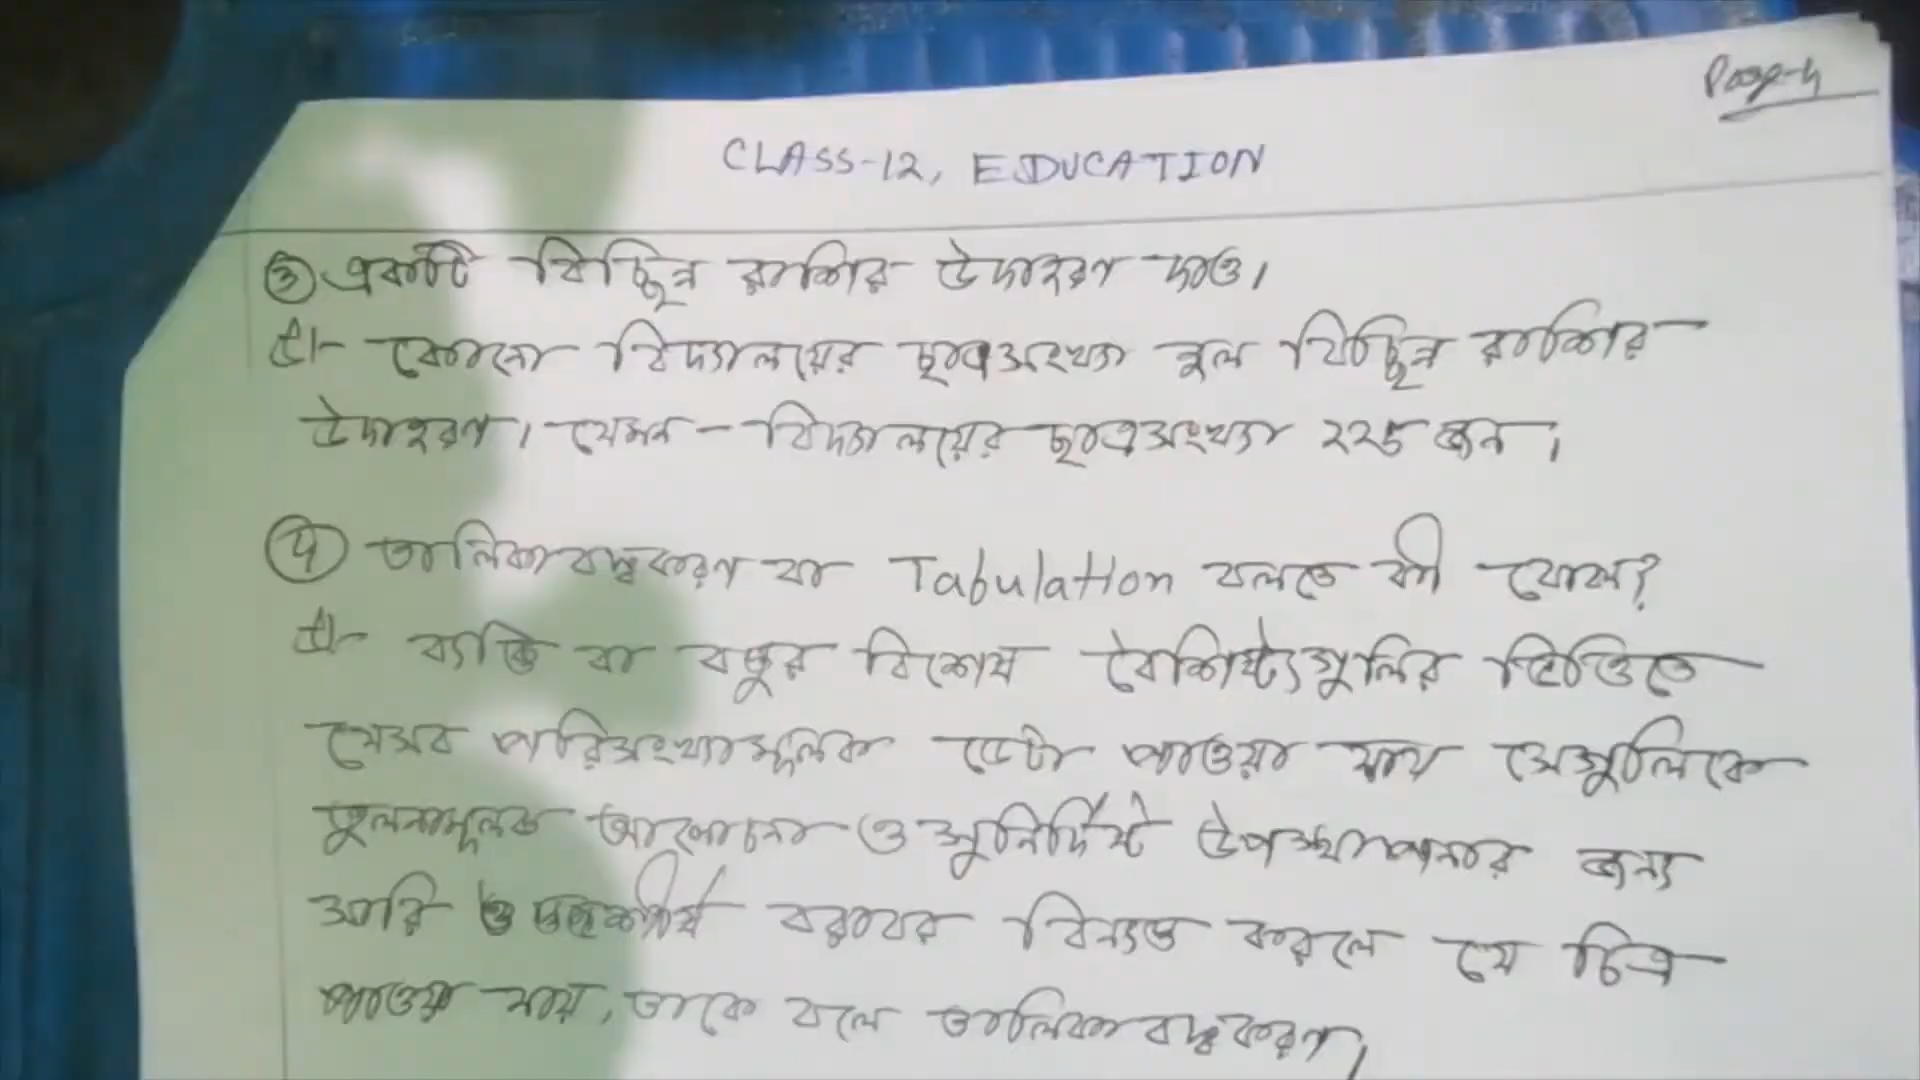 Page-4
CLASS-12, EDUCATION
③ একটি বিচ্ছিন্ন রাশির উদাহরণ দাও।
উঃ- কোনো বিদ্যালয়ের ছাত্রসংখ্যা হল বিচ্ছিন্ন রাশির
উদাহরণ। যেমন - বিদ্যালয়ের ছাত্রসংখ্যা ২২৫ জন।
④ তালিকাবদ্ধকরণ বা Tabulation বলতে কী বোঝ?
উঃ- ব্যক্তি বা বস্তুর বিশেষ বৈশিষ্ট্যগুলির ভিত্তিতে
যেসব পরিসংখ্যামূলক ডেটা পাওয়া যায় সেগুলিকে
তুলনামূলক আলোচনা ও সুনির্দিষ্ট উপস্থাপনার জন্য
সারি ও স্তম্ভশীর্ষ বরাবর বিন্যস্ত করলে যে চিত্র
পাওয়া যায়, তাকে বলে তালিকাবদ্ধকরণ।